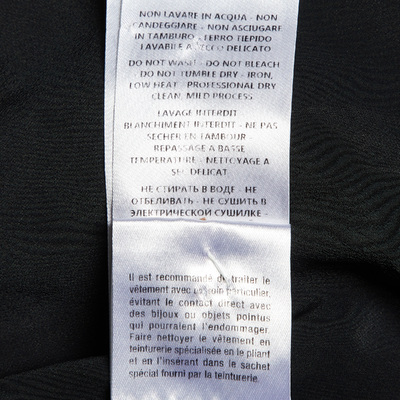 NON LAVARE IN ACQUA - NON
CANDEGGIARE - NON ASCIUGARE
IN TAMBURO - FERRO TIEPIDO
LAVABILE A SECCO DELICATO
DO NOT WASH - DO NOT BLEACH
DO NOT TUMBLE DRY - IRON,
LOW HEAT - PROFESSIONAL DRY
CLEAN, MILD PROCESS
LAVAGE INTERDIT
BLANCHIMENT INTERDIT - NE PAS
SECHER EN TAMBOUR -
REPASSAGE A BASSE
TEMPERATURE - NETTOYAGE A
SEC DELICAT
НЕ СТИРАТЬ В ВОДЕ - НЕ
ОТБЕЛИВАТЬ - НЕ СУШИТЬ В
ЭЛЕКТРИЧЕСКОЙ СУШИЛКЕ -
Il est recommandé de traiter le
vêtement avec un soin particulier,
évitant le contact direct avec
des bijoux ou objets pointus
qui pourraient l'endommager.
Faire nettoyer le vêtement en
teinturerie spécialisée en le pliant
et en l'insérant dans le sachet
spécial fourni par la teinturerie.